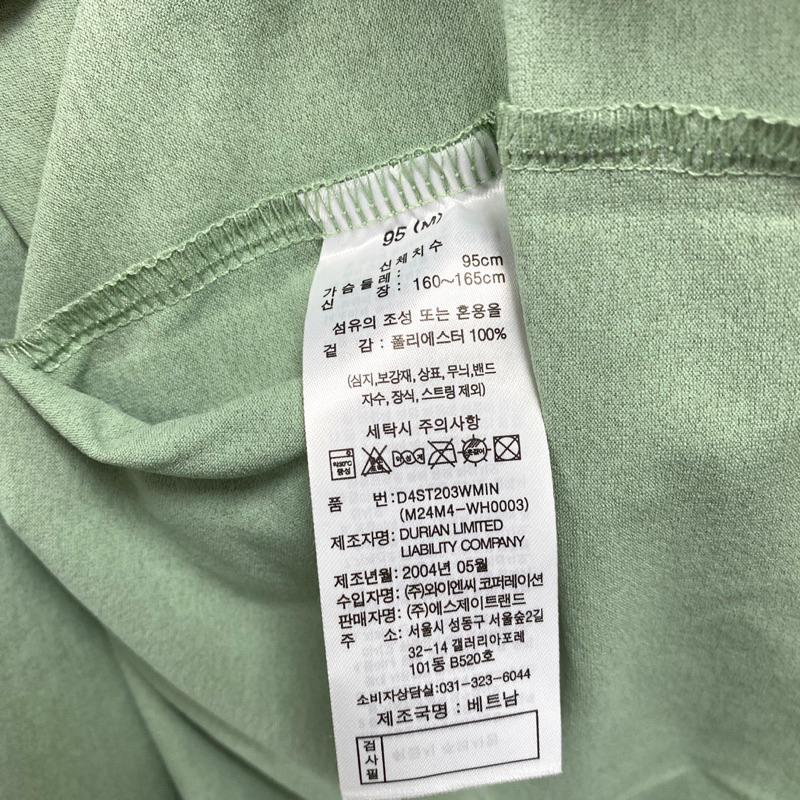 95 (M)
신체치수
가슴둘레: 95cm
신 장: 160~165cm
섬유의 조성 또는 혼용율
겉 감: 폴리에스터 100%
(심지,보강재,상표,무늬,밴드
자수,장식,스트링 제외)
세탁시 주의사항
약30℃
중성
품 번:D4ST203WMIN
(M24M4-WH0003)
제조자명: DURIAN LIMITED
LIABILITY COMPANY
제조년월: 2004년 05월
수입자명: (주)와이엔씨 코퍼레이션
판매자명: (주)에스제이트랜드
주 소: 서울시 성동구 서울숲2길
32-14 갤러리아포레
101동 B520호
소비자상담실:031-323-6044
제조국명: 베트남
검사필